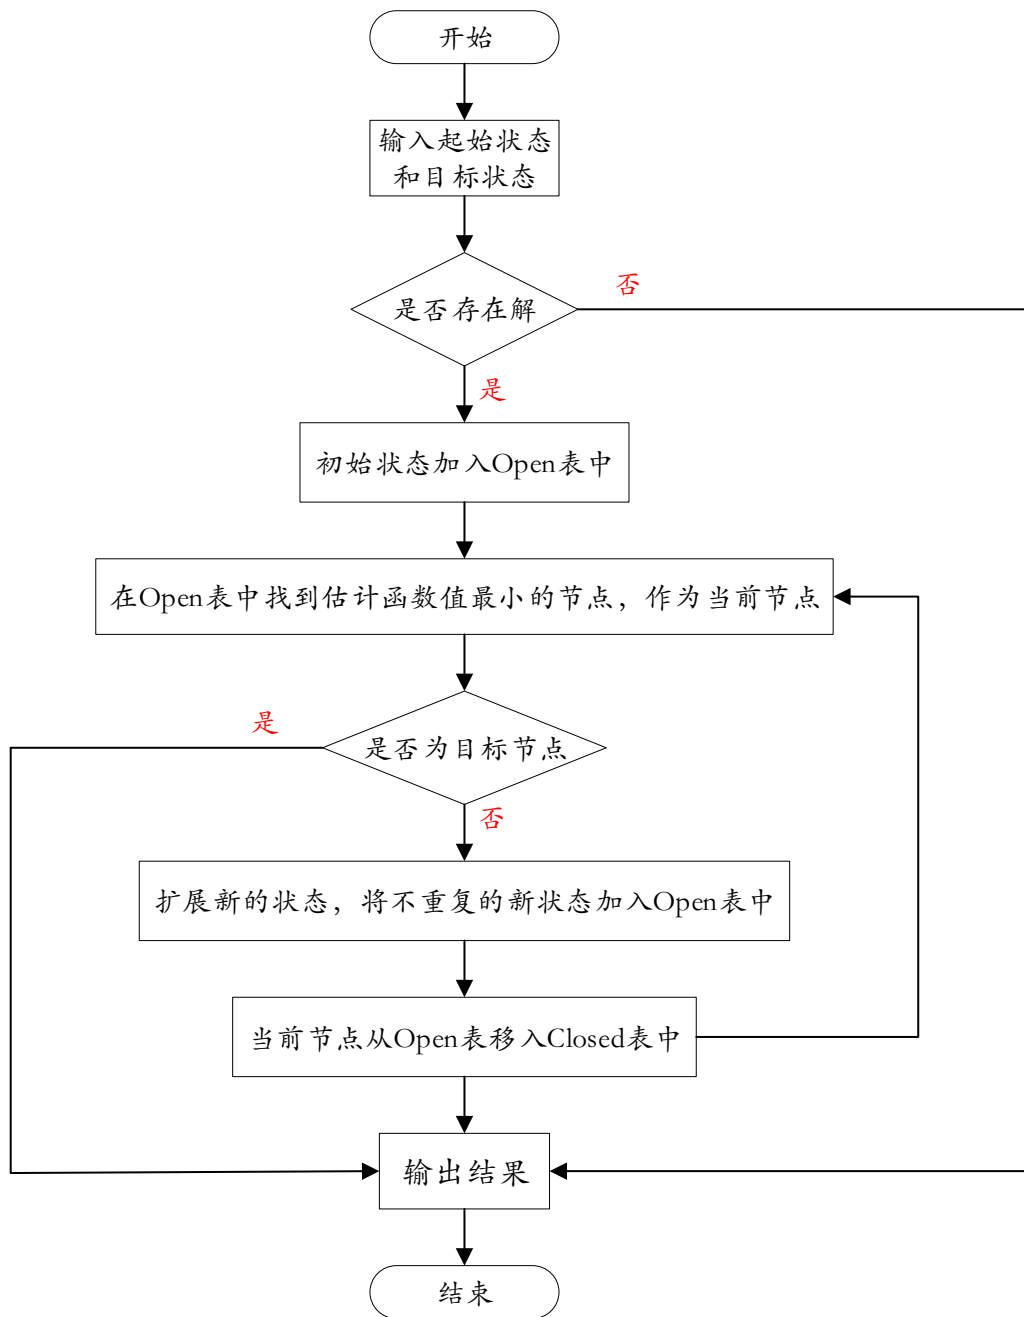 开始
输入起始状态
和目标状态
否
是否存在解
是
初始状态加入Open表中
在Open表中找到估计函数值最小的节点，作为当前节点
是
是否为目标节点
否
扩展新的状态，将不重复的新状态加入Open表中
当前节点从Open表移入Closed表中
输出结果
结束